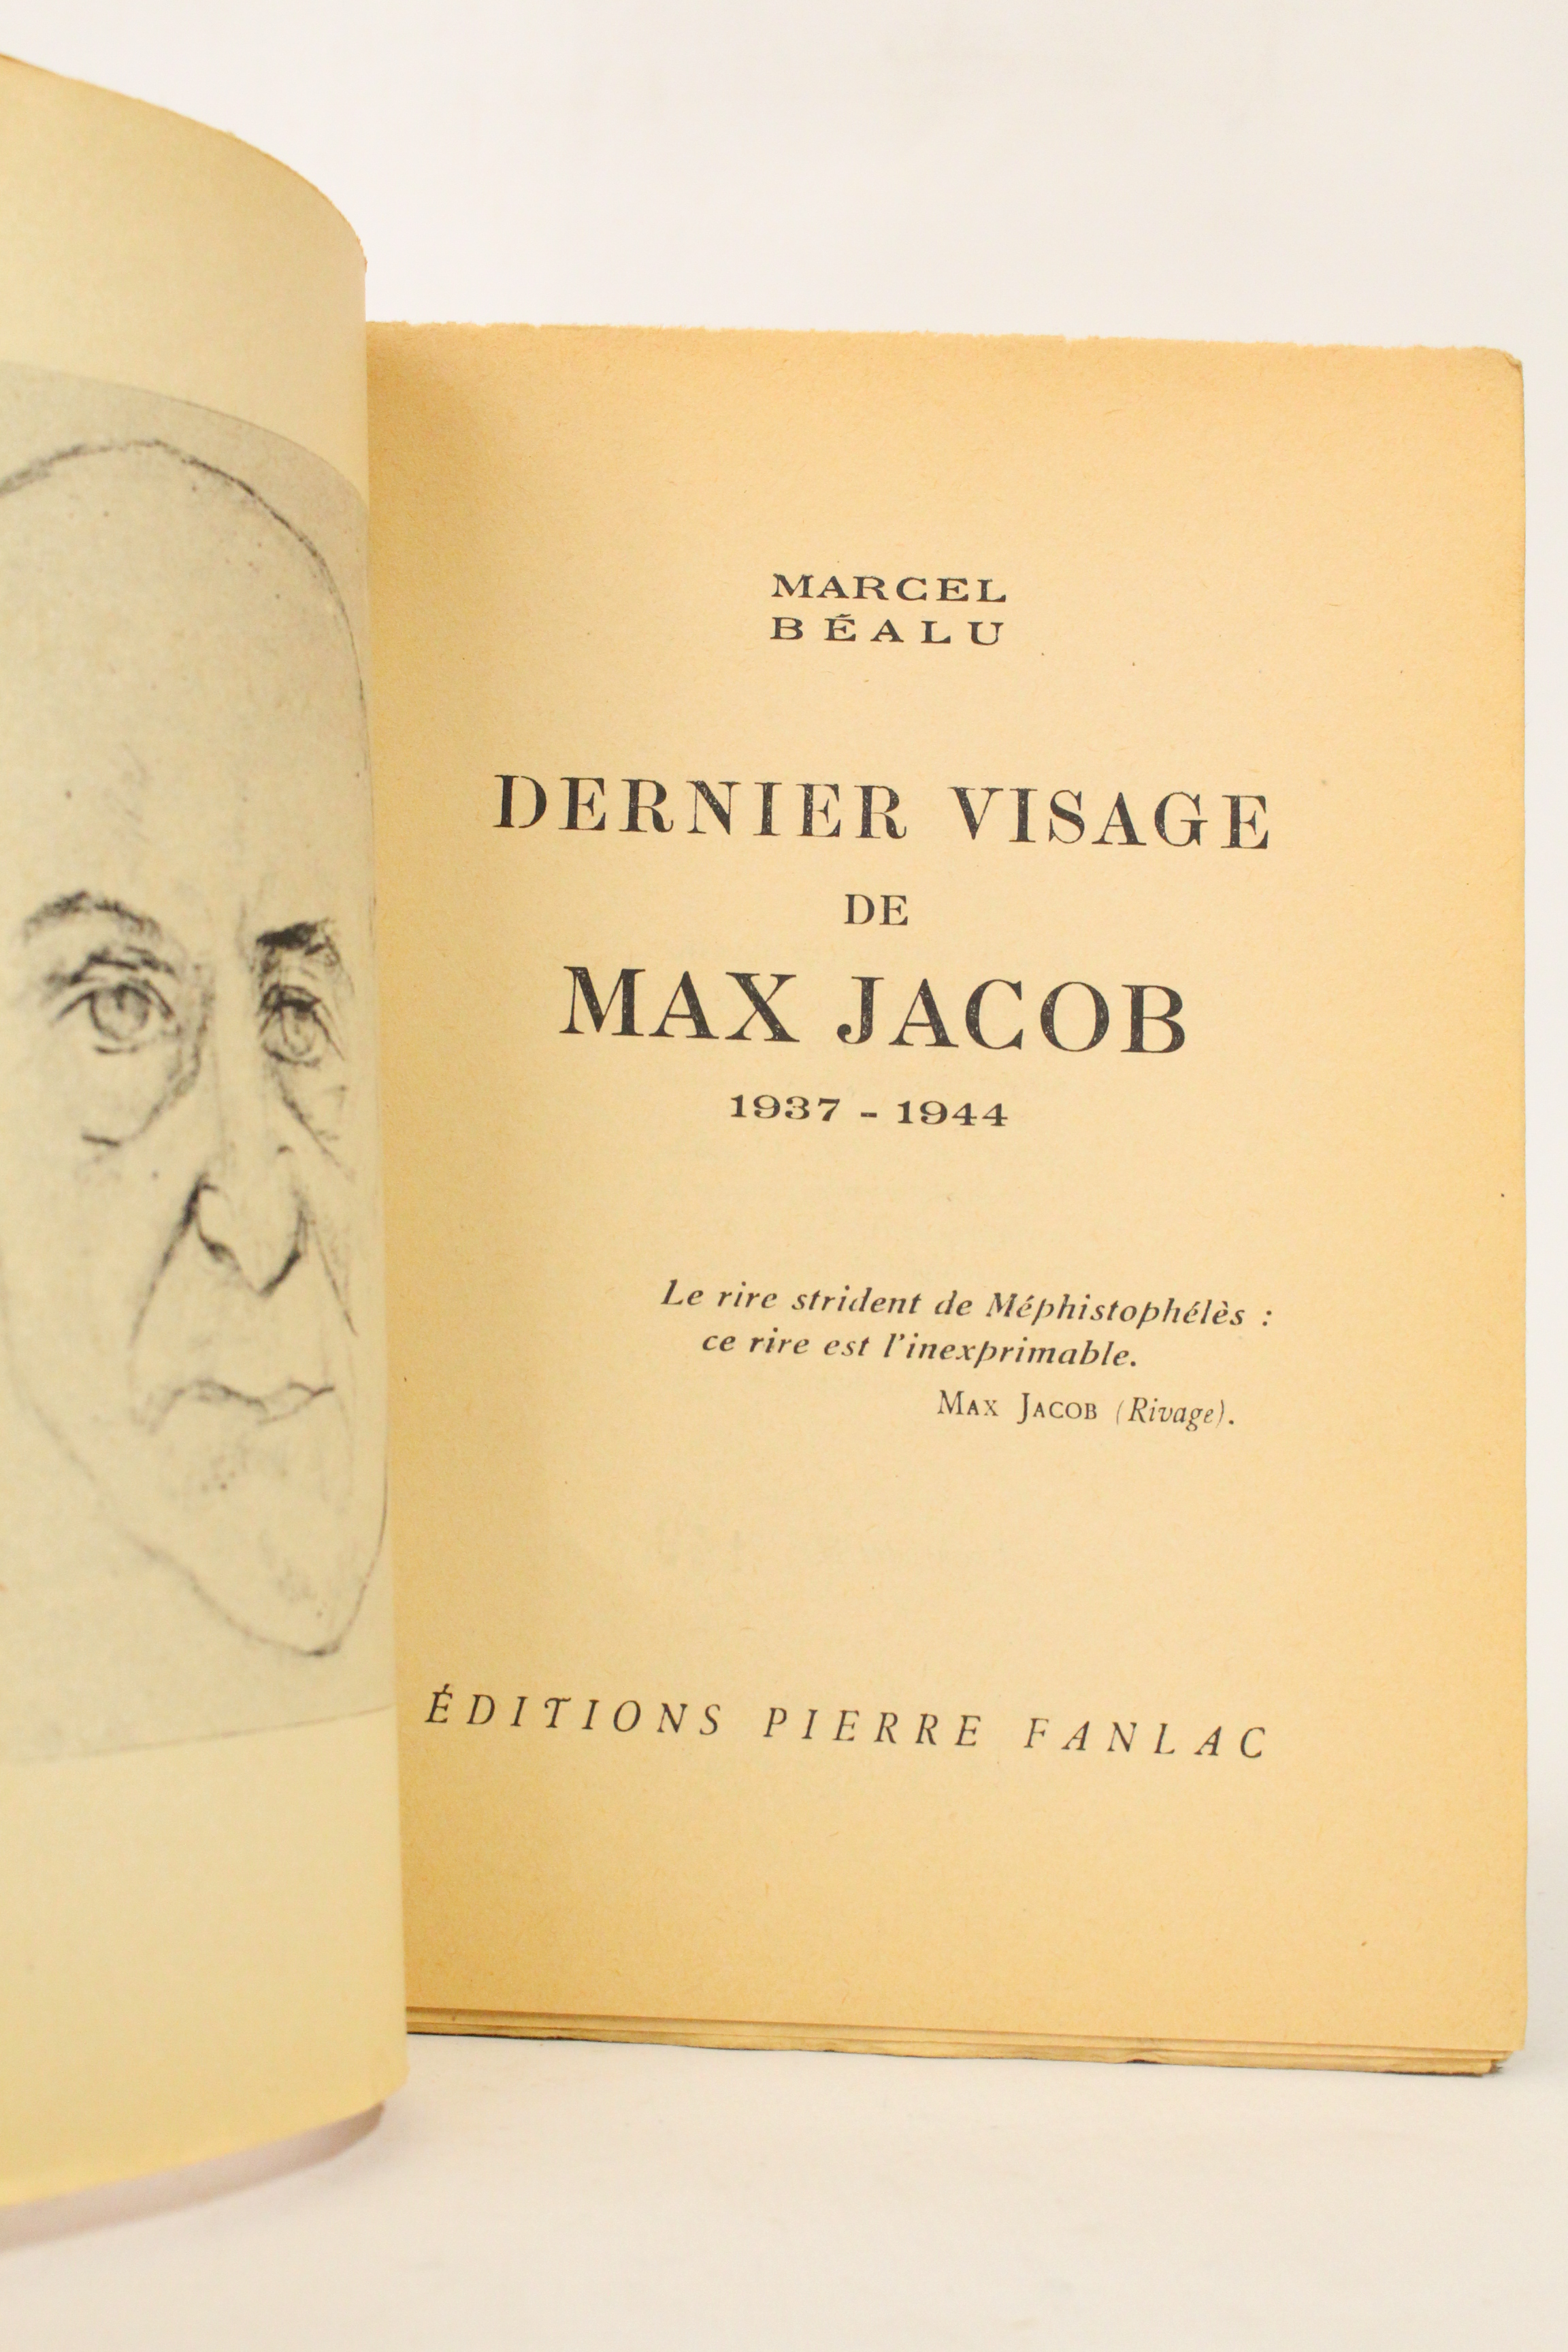 MARCEL
BÉALU
DERNIER VISAGE
DE
MAX JACOB
1937 - 1944
Le rire strident de Méphistophélès :
ce rire est l'inexprimable.
MAX JACOB (Rivage).
ÉDITIONS PIERRE FANLAC